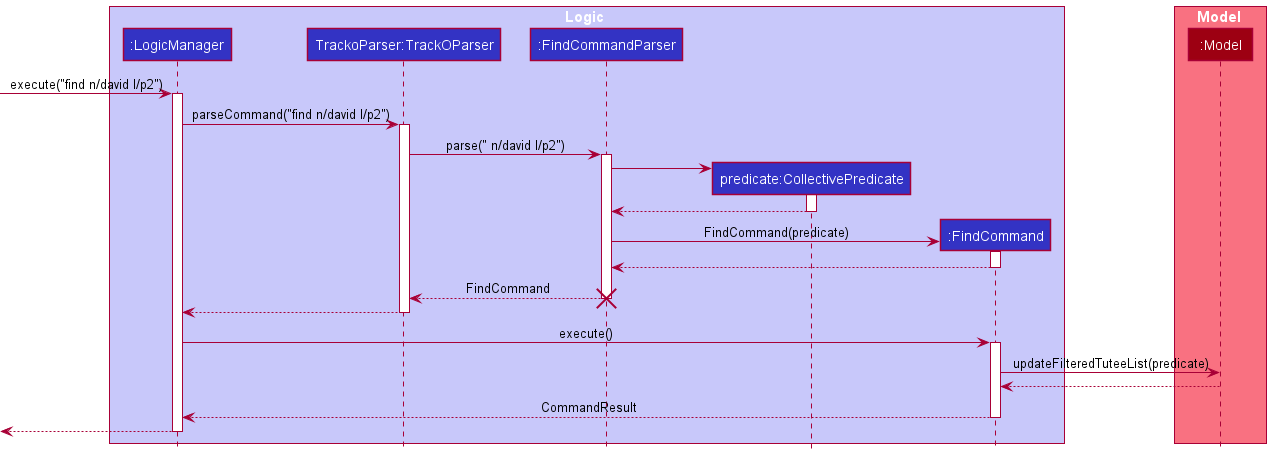 Logic
Model
:LogicManager
TrackoParser:TrackOParser
:FindCommandParser
:Model
execute("find n/david l/p2")
parseCommand("find n/david l/p2")
parse(" n/david l/p2")
predicate:CollectivePredicate
FindCommand(predicate)
:FindCommand
FindCommand
execute()
updateFilteredTuteeList(predicate)
CommandResult